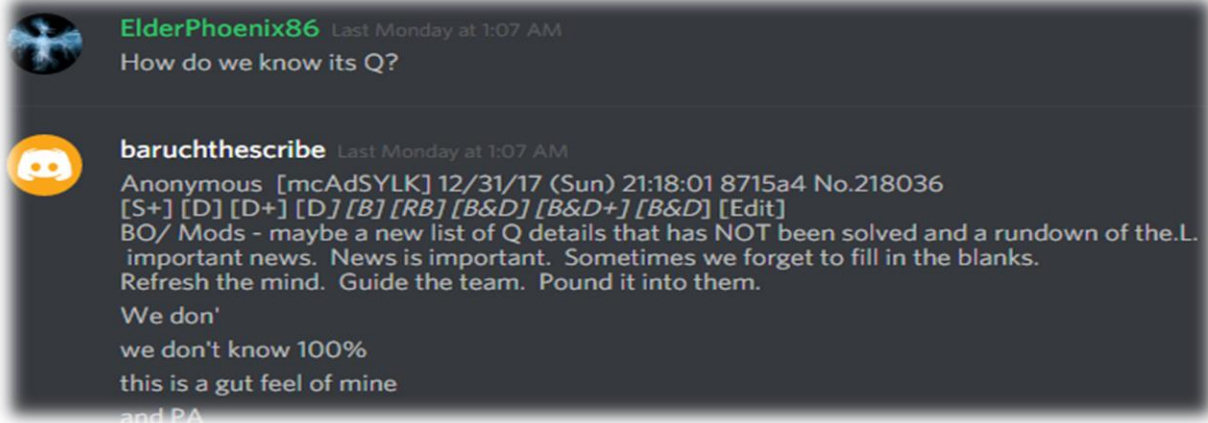 ElderPhoenix86 Last Monday at 1:07 AM
How do we know its Q?
baruchthescribe Last Monday at 1:07 AM
Anonymous [mcAdSYLK] 12/31/17 (Sun) 21:18:01 8715a4 No.218036
[S+] [D] [D+] [D] [B] [RB] [B&D] [B&D+] [B&D] [Edit]
BO/ Mods - maybe a new list of Q details that has NOT been solved and a rundown of the.L.
important news. News is important. Sometimes we forget to fill in the blanks.
Refresh the mind. Guide the team. Pound it into them.
We don'
we don't know 100%
this is a gut feel of mine
and PA